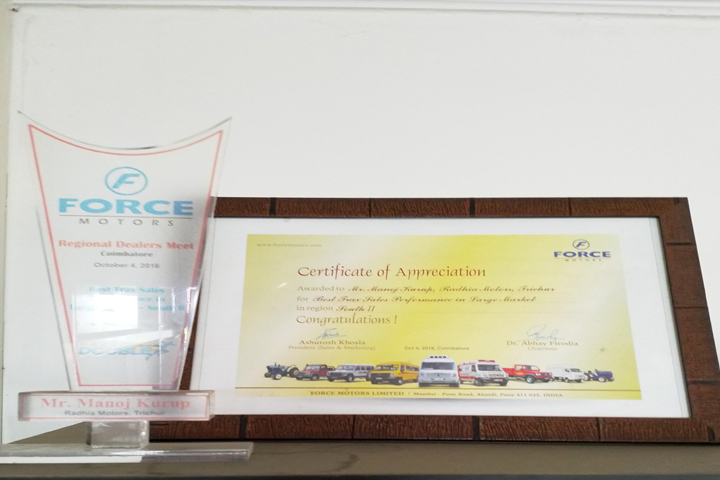 FORCE
MOTORS
Regional Dealers Meet
Coimbatore
October 4, 2016
Best Trax Sales
Mr. Manoj Kurup
Radhia Motors, Trichur
FORCE
MOTORS
Certificate of Appreciation
Awarded to Mr. Manoj Kurup, Radhia Motors, Trichur
for Best Trax Sales Performance in Large Market
in region South II
Congratulations !
Ashutosh Khosla
President (Sales & Marketing)
Oct 4, 2016, Coimbatore
Dr. Abhay Firodia
Chairman
FORCE MOTORS LIMITED Mumbai - Pune Road, Akurdi, Pune 411 035, INDIA